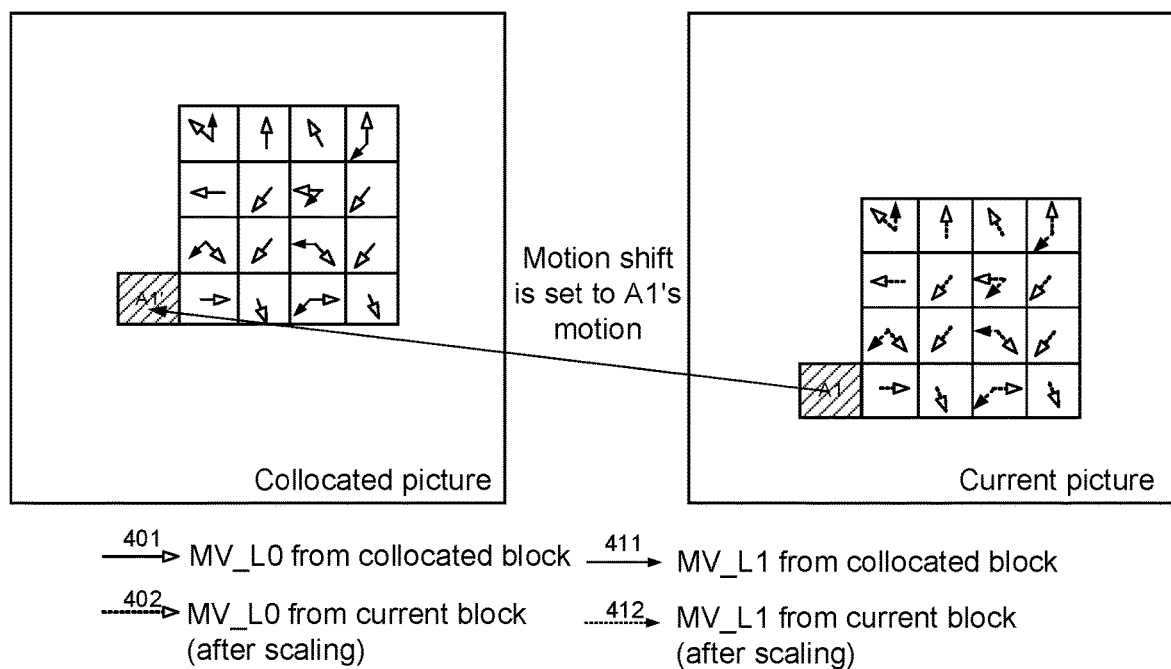 Motion shift
is set to A1's
motion
A1'
A1
Collocated picture
Current picture
401 MV_L0 from collocated block
411 MV_L1 from collocated block
402 MV_L0 from current block
(after scaling)
412 MV_L1 from current block
(after scaling)